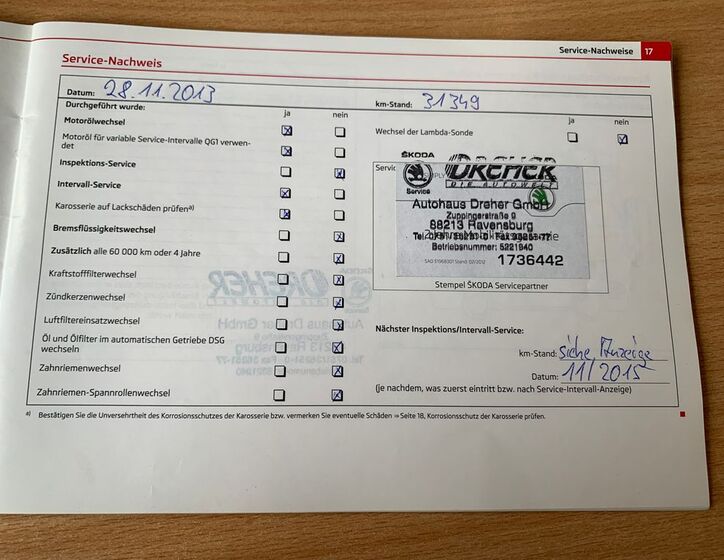 Service-Nachweise 17
Service-Nachweis
Datum: 28.11.2013
km-Stand: 31349
Durchgeführt wurde:
ja nein
Motorölwechsel
Motoröl für variable Service-Intervalle QG1 verwen-
det
Inspektions-Service
Intervall-Service
Karosserie auf Lackschäden prüfen a)
Bremsflüssigkeitswechsel
Zusätzlich alle 60 000 km oder 4 Jahre
Kraftstofffilterwechsel
Zündkerzenwechsel
Luftfiltereinsatzwechsel
Öl und Ölfilter im automatischen Getriebe DSG
wechseln
Zahnriemenwechsel
Zahnriemen-Spannrollenwechsel
ja nein
Wechsel der Lambda-Sonde
ŠKODA
Service
DREHER
DIE AUTOWELT
Autohaus Dreher GmbH
Zuppingerstraße 9
88213 Ravensburg
Betriebsnummer: 5221940
1736442
Stempel ŠKODA Servicepartner
Nächster Inspektions/Intervall-Service:
km-Stand: siehe Anzeige
Datum: 11/2015
(je nachdem, was zuerst eintritt bzw. nach Service-Intervall-Anzeige)
a) Bestätigen Sie die Unversehrtheit des Korrosionsschutzes der Karosserie bzw. vermerken Sie eventuelle Schäden ⇒ Seite 18, Korrosionsschutz der Karosserie prüfen.